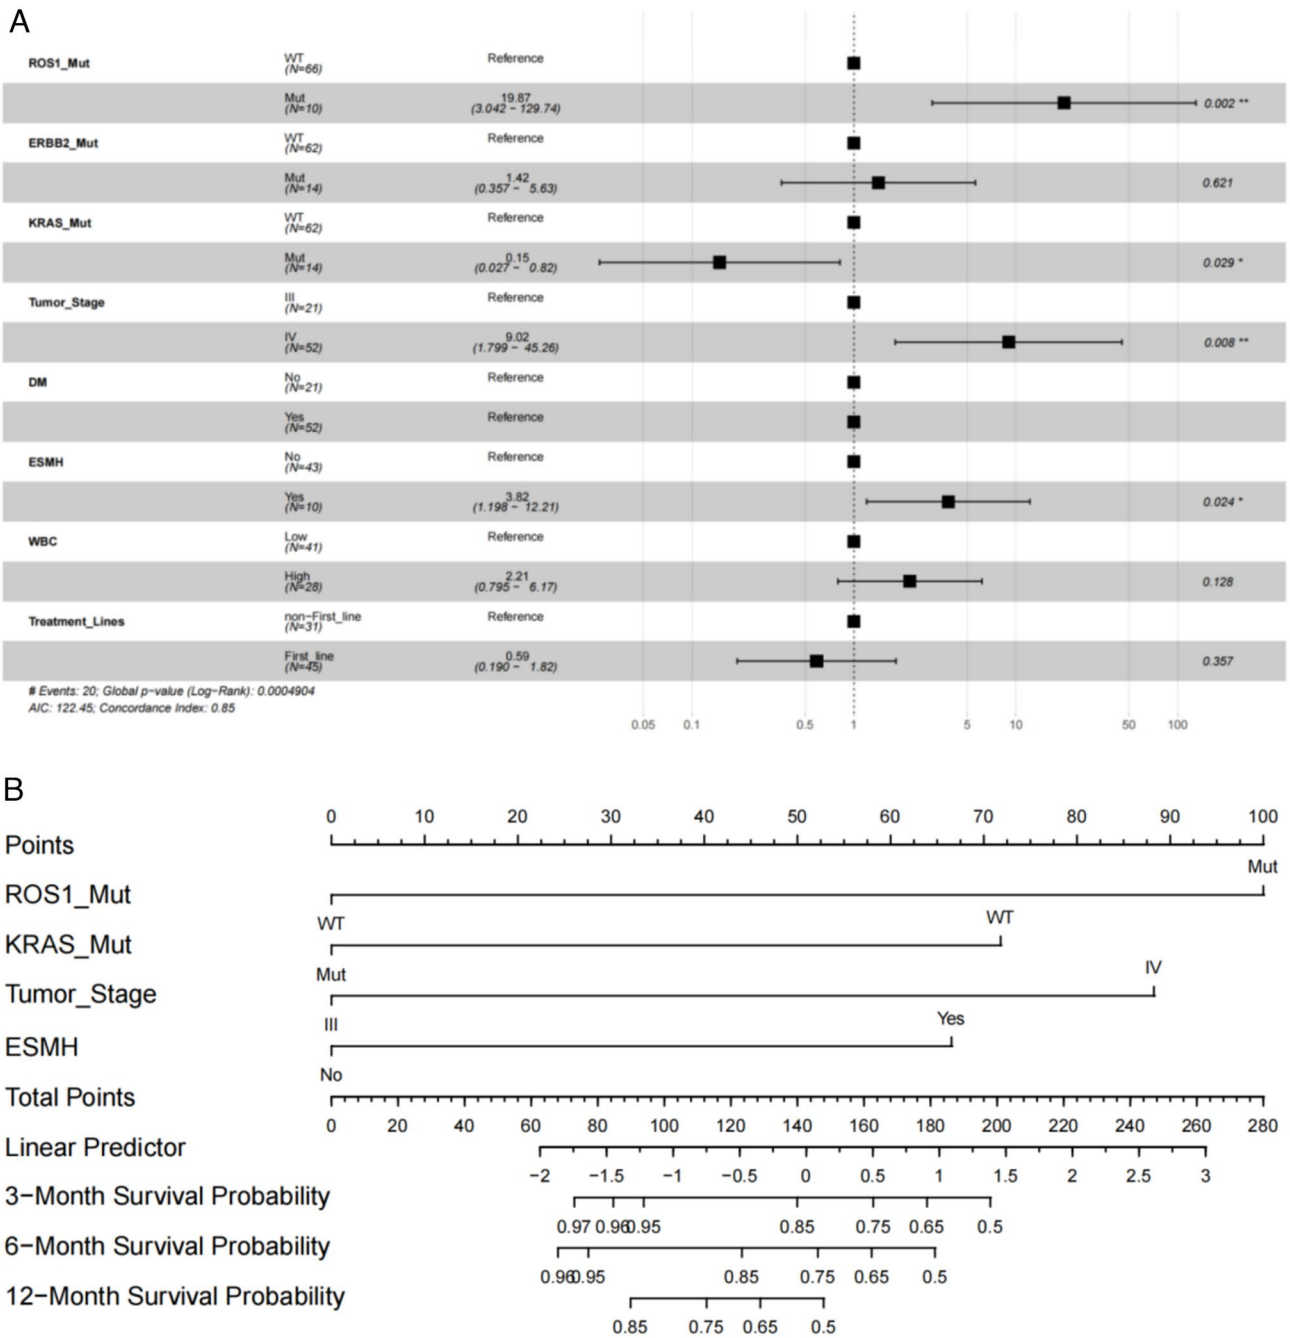 A
ROS1_Mut WT Reference
(N=66)
Mut 19.87 0.002 **
(N=10) (3.042 − 129.74)
ERBB2_Mut WT Reference
(N=62)
Mut 1.42 0.621
(N=14) (0.357 − 5.63)
KRAS_Mut WT Reference
(N=62)
Mut 0.15 0.029 *
(N=14) (0.027 − 0.82)
Tumor_Stage III Reference
(N=21)
IV 9.02 0.008 **
(N=52) (1.799 − 45.26)
DM No Reference
(N=21)
Yes Reference
(N=52)
ESMH No Reference
(N=43)
Yes 3.82 0.024 *
(N=10) (1.198 − 12.21)
WBC Low Reference
(N=41)
High 2.21 0.128
(N=28) (0.795 − 6.17)
Treatment_Lines non−First_line Reference
(N=31)
First_line 0.59 0.357
(N=45) (0.190 − 1.82)
# Events: 20; Global p−value (Log−Rank): 0.0004904
AIC: 122.45; Concordance Index: 0.85
0.05 0.1 0.5 1 5 10 50 100
B
0 10 20 30 40 50 60 70 80 90 100
Points
Mut
ROS1_Mut
WT WT
KRAS_Mut
Mut IV
Tumor_Stage
III Yes
ESMH
No
Total Points
0 20 40 60 80 100 120 140 160 180 200 220 240 260 280
Linear Predictor
−2 −1.5 −1 −0.5 0 0.5 1 1.5 2 2.5 3
3−Month Survival Probability
0.97 0.96 0.95 0.85 0.75 0.65 0.5
6−Month Survival Probability
0.96 0.95 0.85 0.75 0.65 0.5
12−Month Survival Probability
0.85 0.75 0.65 0.5